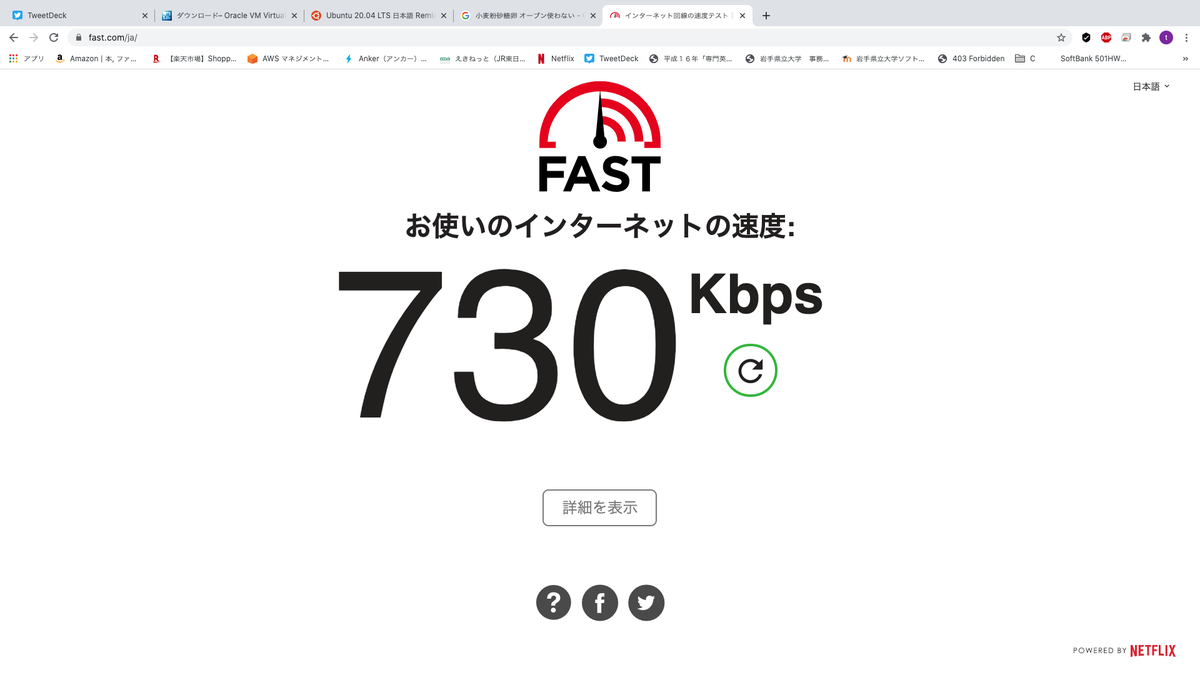 TweetDeck
ダウンロード– Oracle VM Virtual
Ubuntu 20.04 LTS 日本語 Remi
小麦粉砂糖卵 オーブン使わない -
インターネット回線の速度テスト
fast.com/ja/
アプリ
Amazon | 本, ファ...
【楽天市場】Shopp...
AWS マネジメント...
Anker（アンカー）...
えきねっと（JR東日...
Netflix
TweetDeck
平成１６年「専門英...
岩手県立大学 事務...
岩手県立大学ソフト...
403 Forbidden
C
SoftBank 501HW...
日本語
FAST
お使いのインターネットの速度:
730 Kbps
詳細を表示
POWERED BY NETFLIX